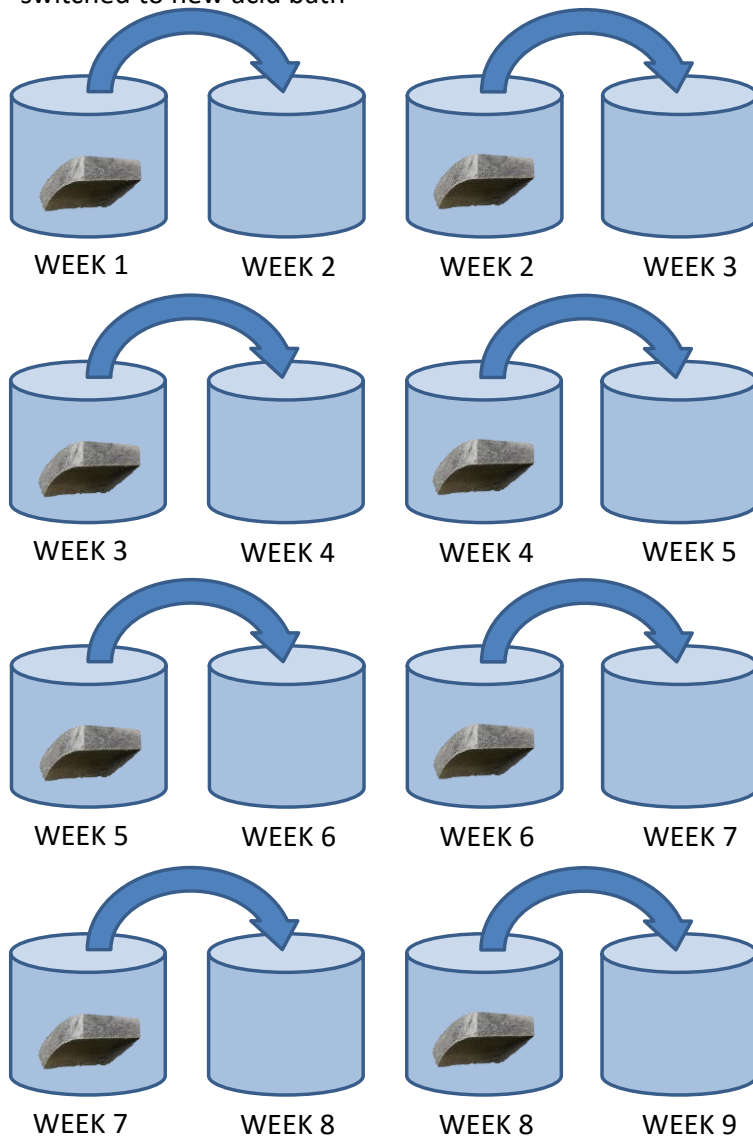 switched to new acid bath
WEEK 1 WEEK 2 WEEK 2 WEEK 3
WEEK 3 WEEK 4 WEEK 4 WEEK 5
WEEK 5 WEEK 6 WEEK 6 WEEK 7
WEEK 7 WEEK 8 WEEK 8 WEEK 9